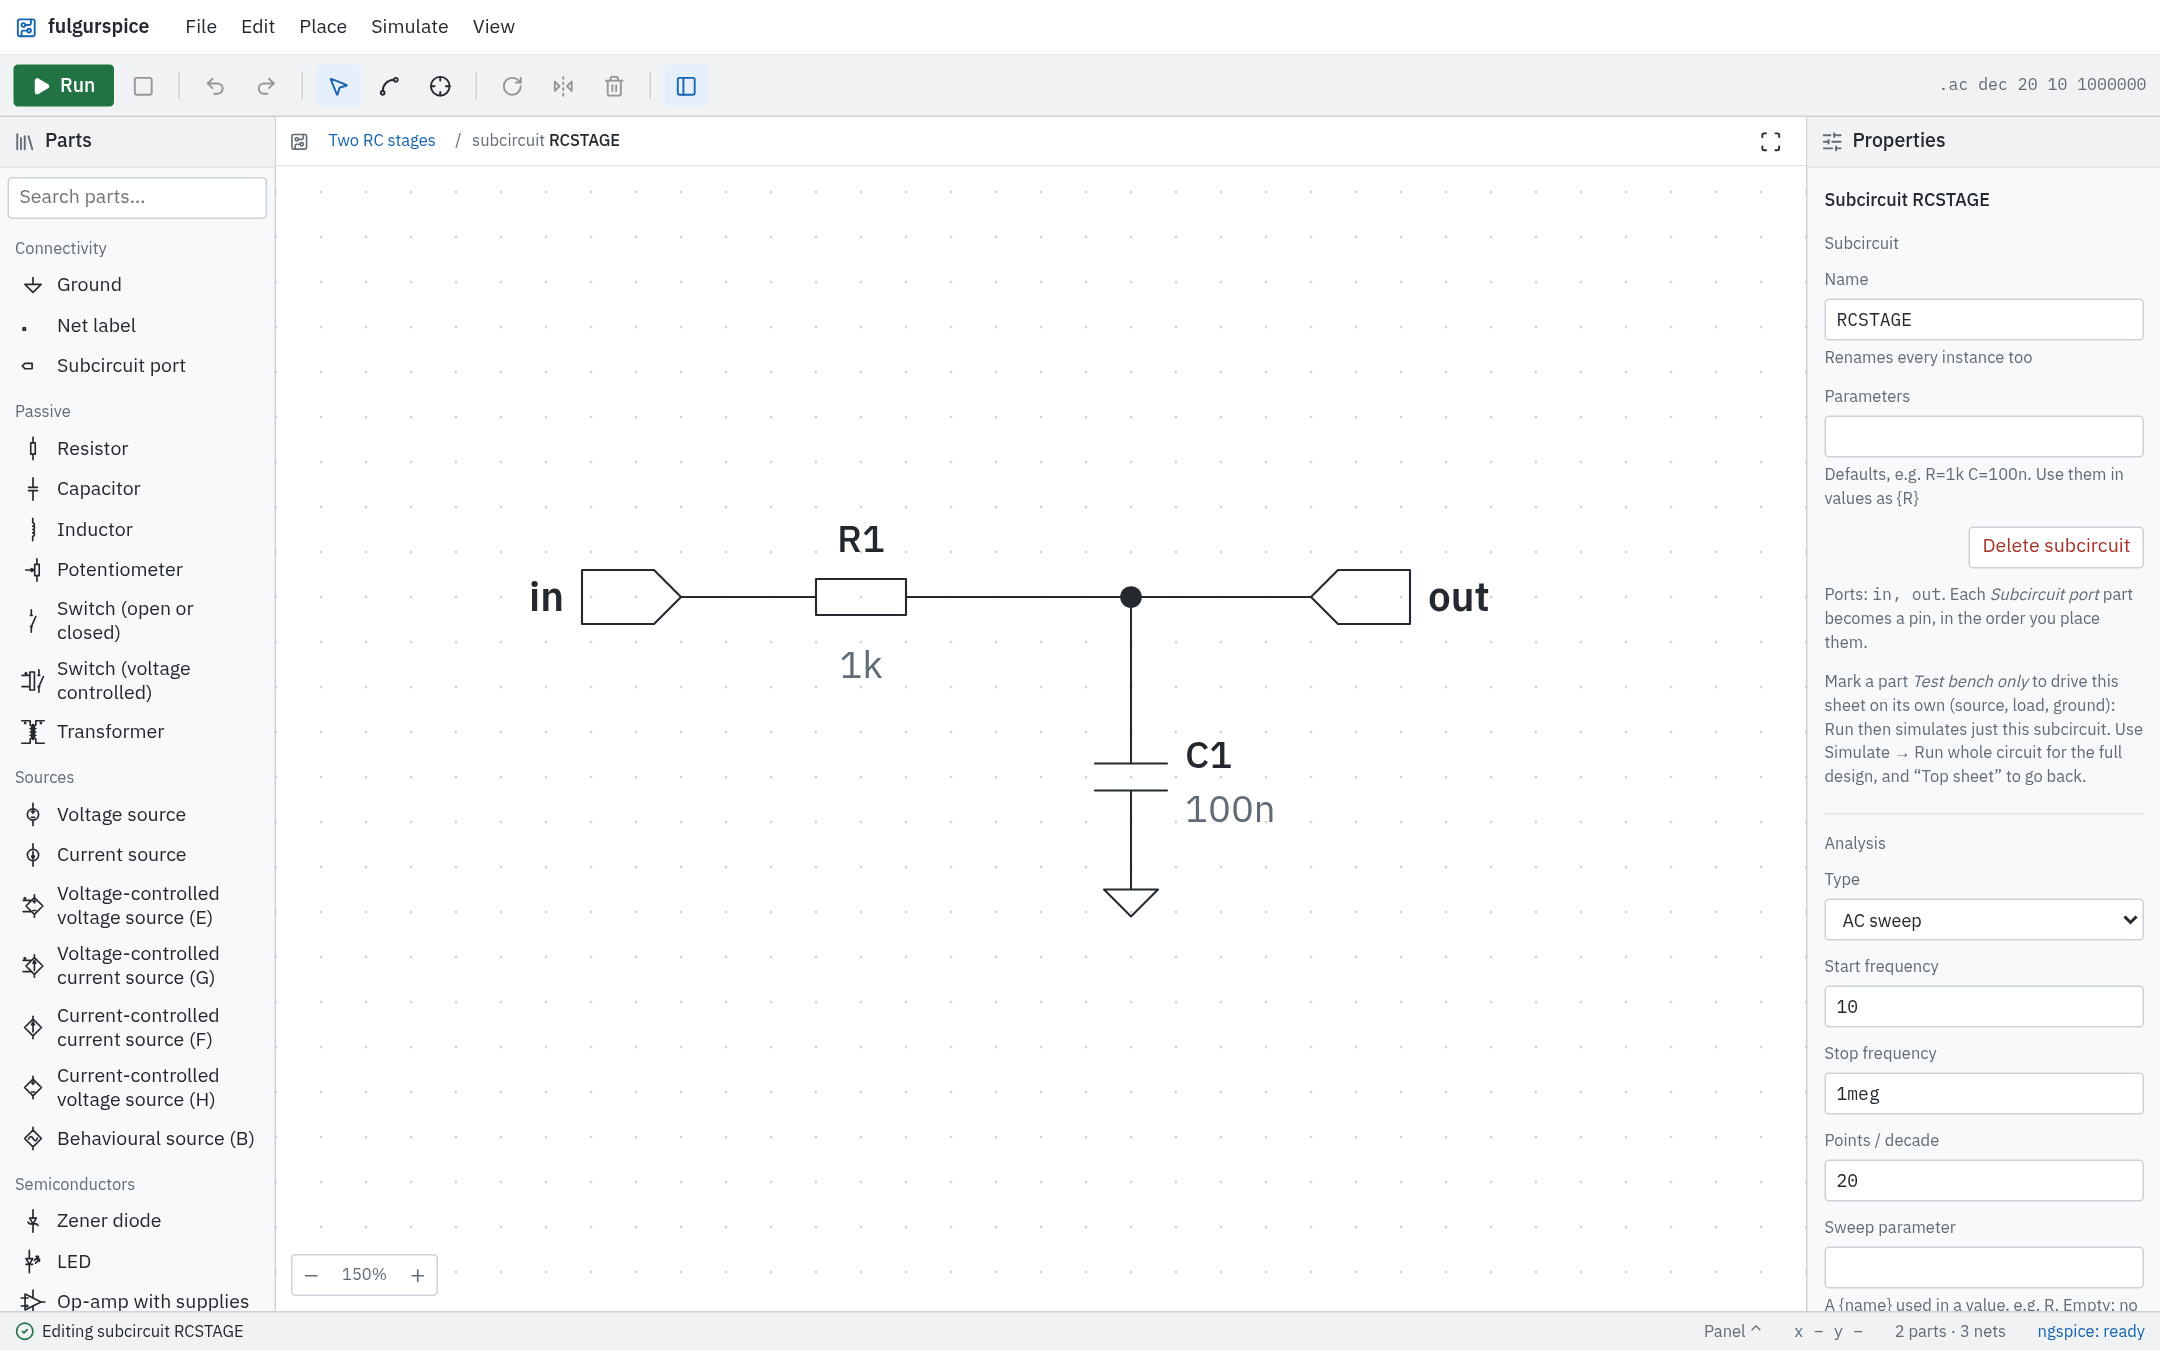 fulgurspice File Edit Place Simulate View
Run
.ac dec 20 10 1000000
Parts
Search parts...
Connectivity
Ground
Net label
Subcircuit port
Passive
Resistor
Capacitor
Inductor
Potentiometer
Switch (open or
closed)
Switch (voltage
controlled)
Transformer
Sources
Voltage source
Current source
Voltage-controlled
voltage source (E)
Voltage-controlled
current source (G)
Current-controlled
current source (F)
Current-controlled
voltage source (H)
Behavioural source (B)
Semiconductors
Zener diode
LED
Op-amp with supplies
Two RC stages / subcircuit RCSTAGE
R1
in
out
1k
C1
100n
− 150% +
Properties
Subcircuit RCSTAGE
Subcircuit
Name
RCSTAGE
Renames every instance too
Parameters
Defaults, e.g. R=1k C=100n. Use them in
values as {R}
Delete subcircuit
Ports: in, out. Each Subcircuit port part
becomes a pin, in the order you place
them.
Mark a part Test bench only to drive this
sheet on its own (source, load, ground):
Run then simulates just this subcircuit. Use
Simulate → Run whole circuit for the full
design, and “Top sheet” to go back.
Analysis
Type
AC sweep
Start frequency
10
Stop frequency
1meg
Points / decade
20
Sweep parameter
A {name} used in a value, e.g. R. Empty: no
Editing subcircuit RCSTAGE
Panel x − y − 2 parts · 3 nets ngspice: ready